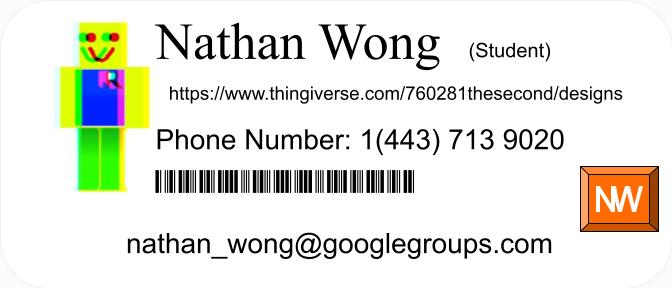 Nathan Wong (Student)
https://www.thingiverse.com/760281thesecond/designs
Phone Number: 1(443) 713 9020
NW
nathan_wong@googlegroups.com